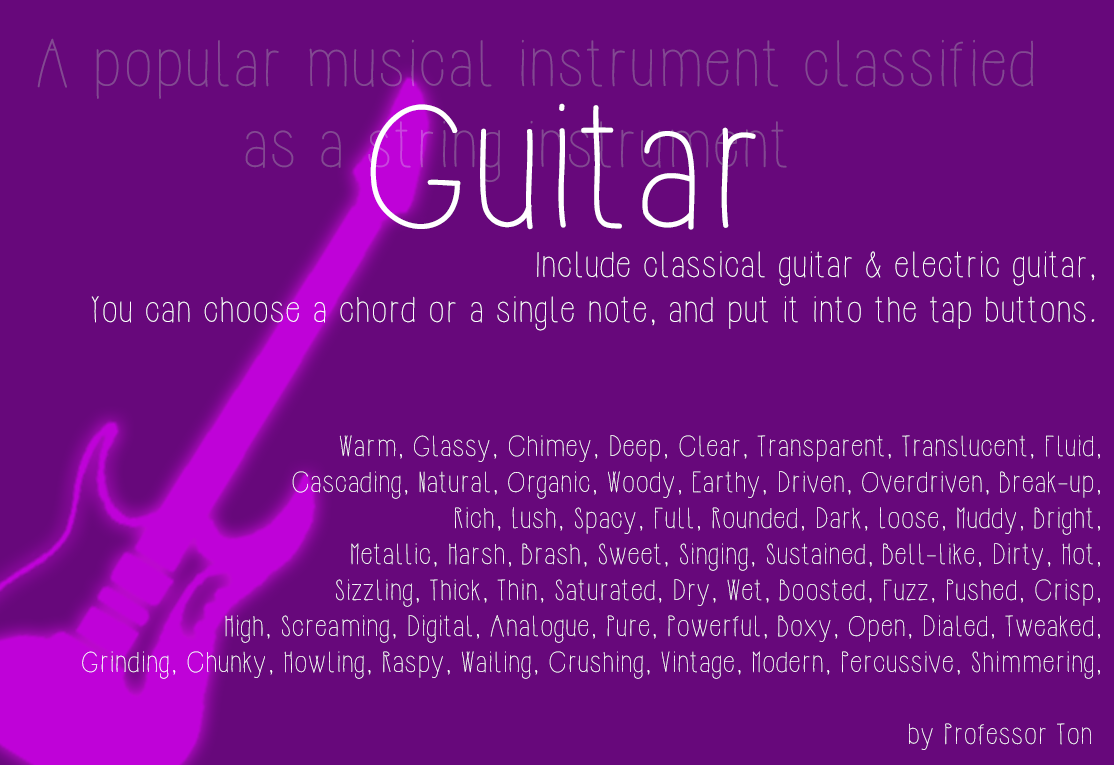 A popular musical instrument classified
as a string instrument
Guitar
Include classical guitar & electric guitar,
You can choose a chord or a single note, and put it into the tap buttons.
Warm, Glassy, Chimey, Deep, Clear, Transparent, Translucent, Fluid,
Cascading, Natural, Organic, Woody, Earthy, Driven, Overdriven, Break-up,
Rich, Lush, Spacy, Full, Rounded, Dark, Loose, Muddy, Bright,
Metallic, Harsh, Brash, Sweet, Singing, Sustained, Bell-like, Dirty, Hot,
Sizzling, Thick, Thin, Saturated, Dry, Wet, Boosted, Fuzz, Pushed, Crisp,
High, Screaming, Digital, Analogue, Pure, Powerful, Boxy, Open, Dialed, Tweaked,
Grinding, Chunky, Howling, Raspy, Wailing, Crushing, Vintage, Modern, Percussive, Shimmering,
by Professor Ton